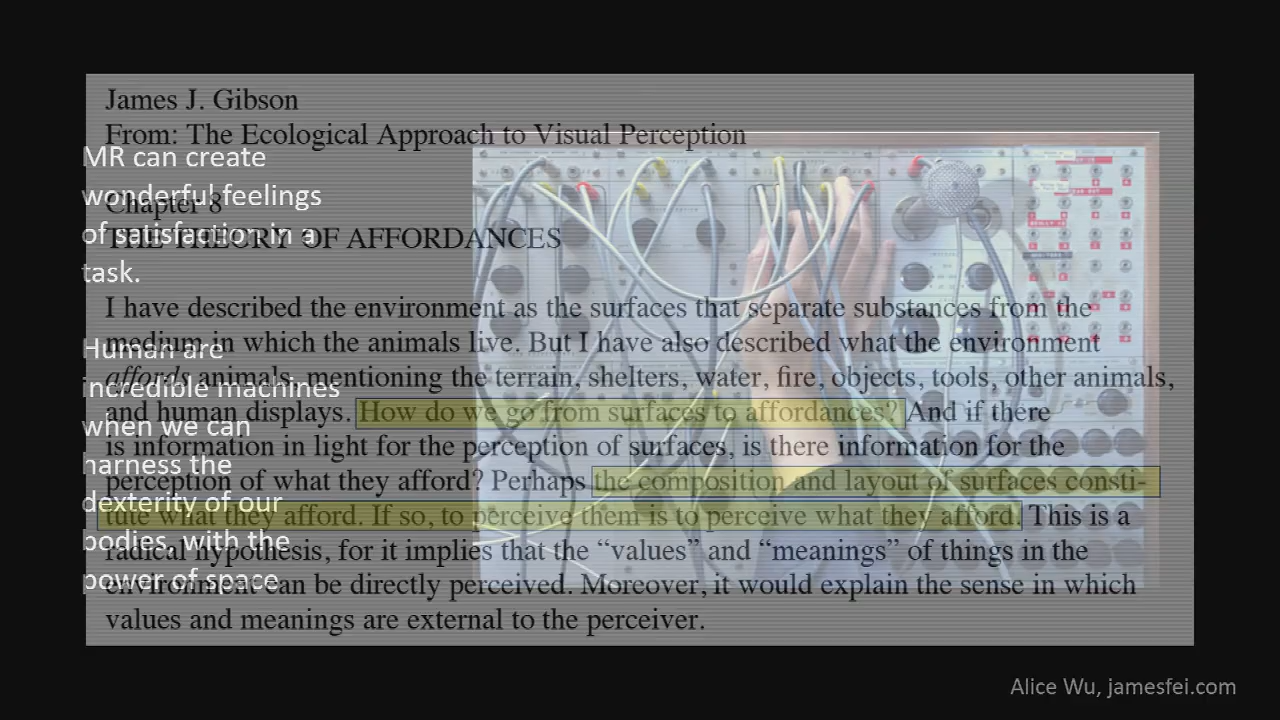 James J. Gibson
From: The Ecological Approach to Visual Perception
Chapter 8
THE THEORY OF AFFORDANCES
I have described the environment as the surfaces that separate substances from the
medium in which the animals live. But I have also described what the environment
affords animals, mentioning the terrain, shelters, water, fire, objects, tools, other animals,
and human displays. How do we go from surfaces to affordances? And if there
is information in light for the perception of surfaces, is there information for the
perception of what they afford? Perhaps the composition and layout of surfaces consti-
tute what they afford. If so, to perceive them is to perceive what they afford. This is a
radical hypothesis, for it implies that the “values” and “meanings” of things in the
environment can be directly perceived. Moreover, it would explain the sense in which
values and meanings are external to the perceiver.
MR can create
wonderful feelings
of satisfaction in a
task.
Human are
incredible machines
when we can
harness the
dexterity of our
bodies, with the
power of space.
Alice Wu, jamesfei.com